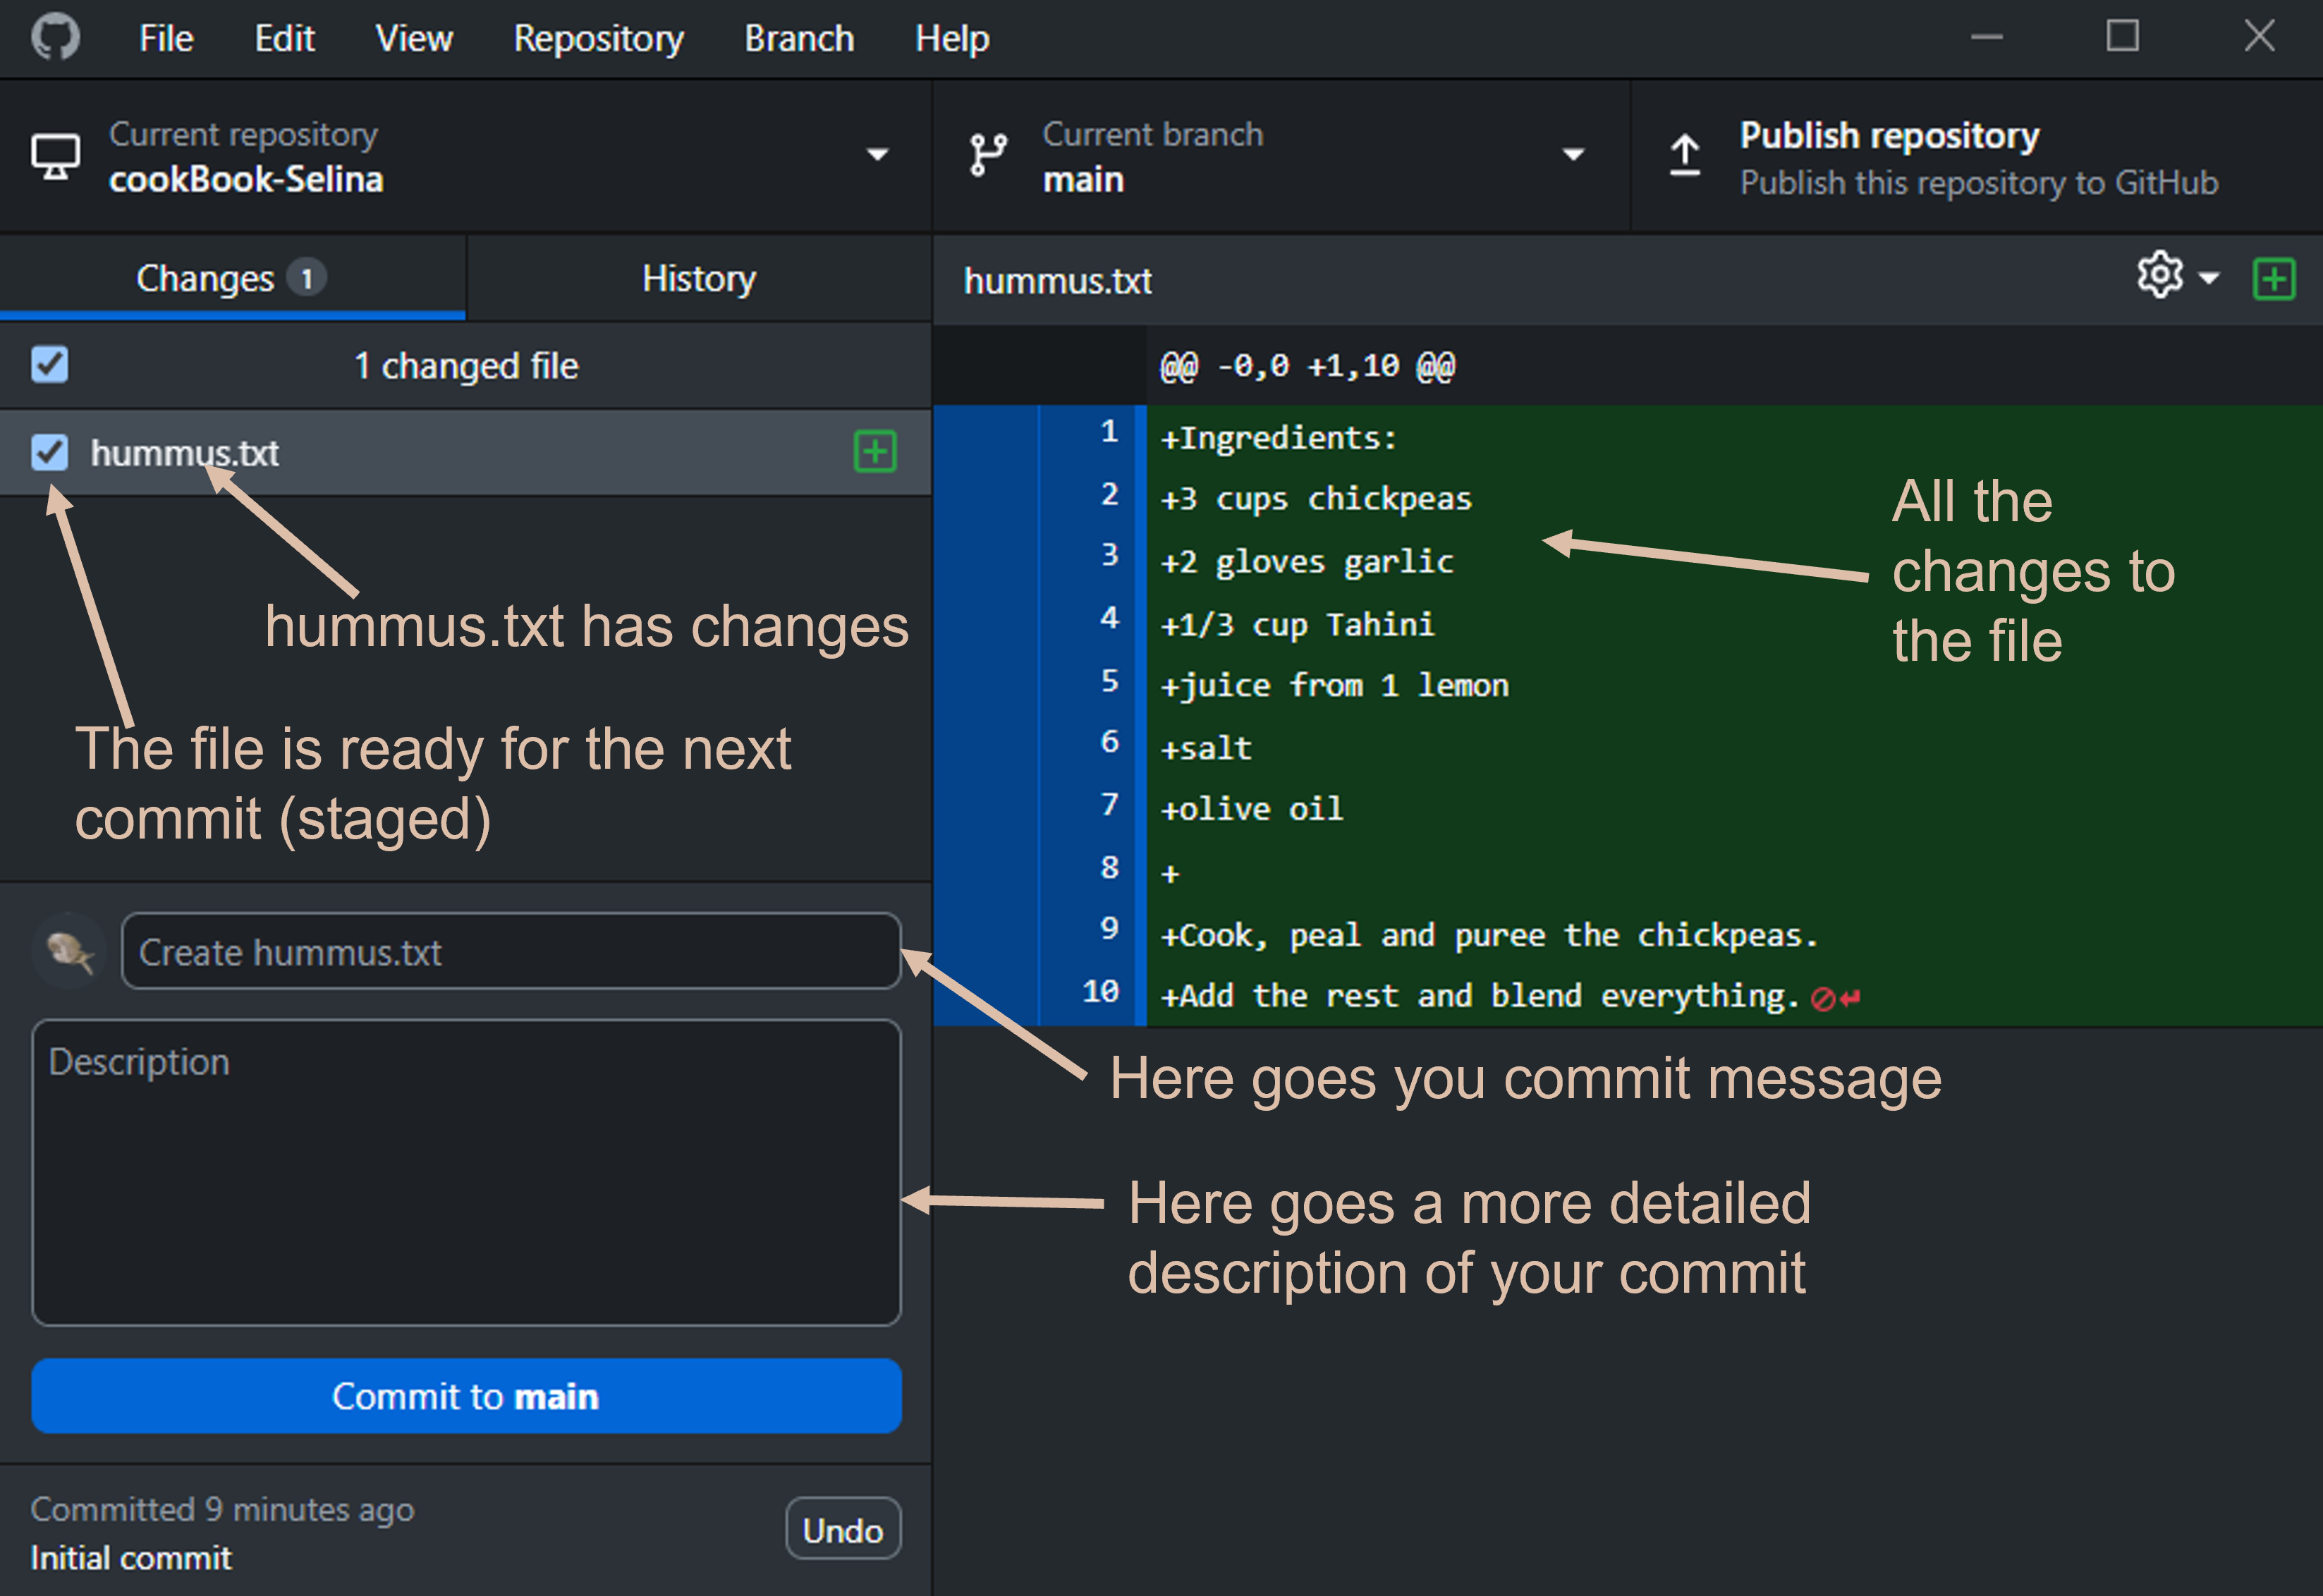 File Edit View Repository Branch Help
Current repository
cookBook-Selina
Current branch
main
Publish repository
Publish this repository to GitHub
Changes 1
History
1 changed file
hummus.txt
hummus.txt has changes
The file is ready for the next
commit (staged)
Create hummus.txt
Description
Commit to main
Committed 9 minutes ago
Initial commit
Undo
hummus.txt
@@ -0,0 +1,10 @@
1 +Ingredients:
2 +3 cups chickpeas
3 +2 gloves garlic
4 +1/3 cup Tahini
5 +juice from 1 lemon
6 +salt
7 +olive oil
8 +
9 +Cook, peal and puree the chickpeas.
10 +Add the rest and blend everything.
All the
changes to
the file
Here goes you commit message
Here goes a more detailed
description of your commit